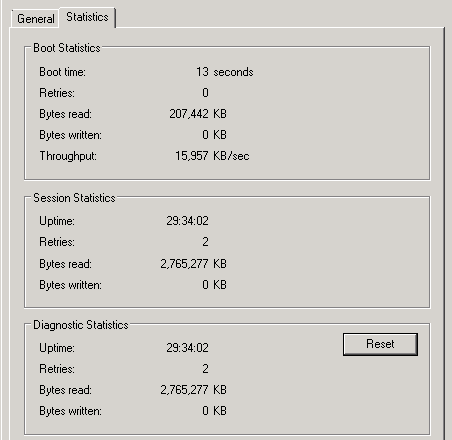 General Statistics
Boot Statistics
Boot time: 13 seconds
Retries: 0
Bytes read: 207,442 KB
Bytes written: 0 KB
Throughput: 15,957 KB/sec
Session Statistics
Uptime: 29:34:02
Retries: 2
Bytes read: 2,765,277 KB
Bytes written: 0 KB
Diagnostic Statistics
Reset
Uptime: 29:34:02
Retries: 2
Bytes read: 2,765,277 KB
Bytes written: 0 KB